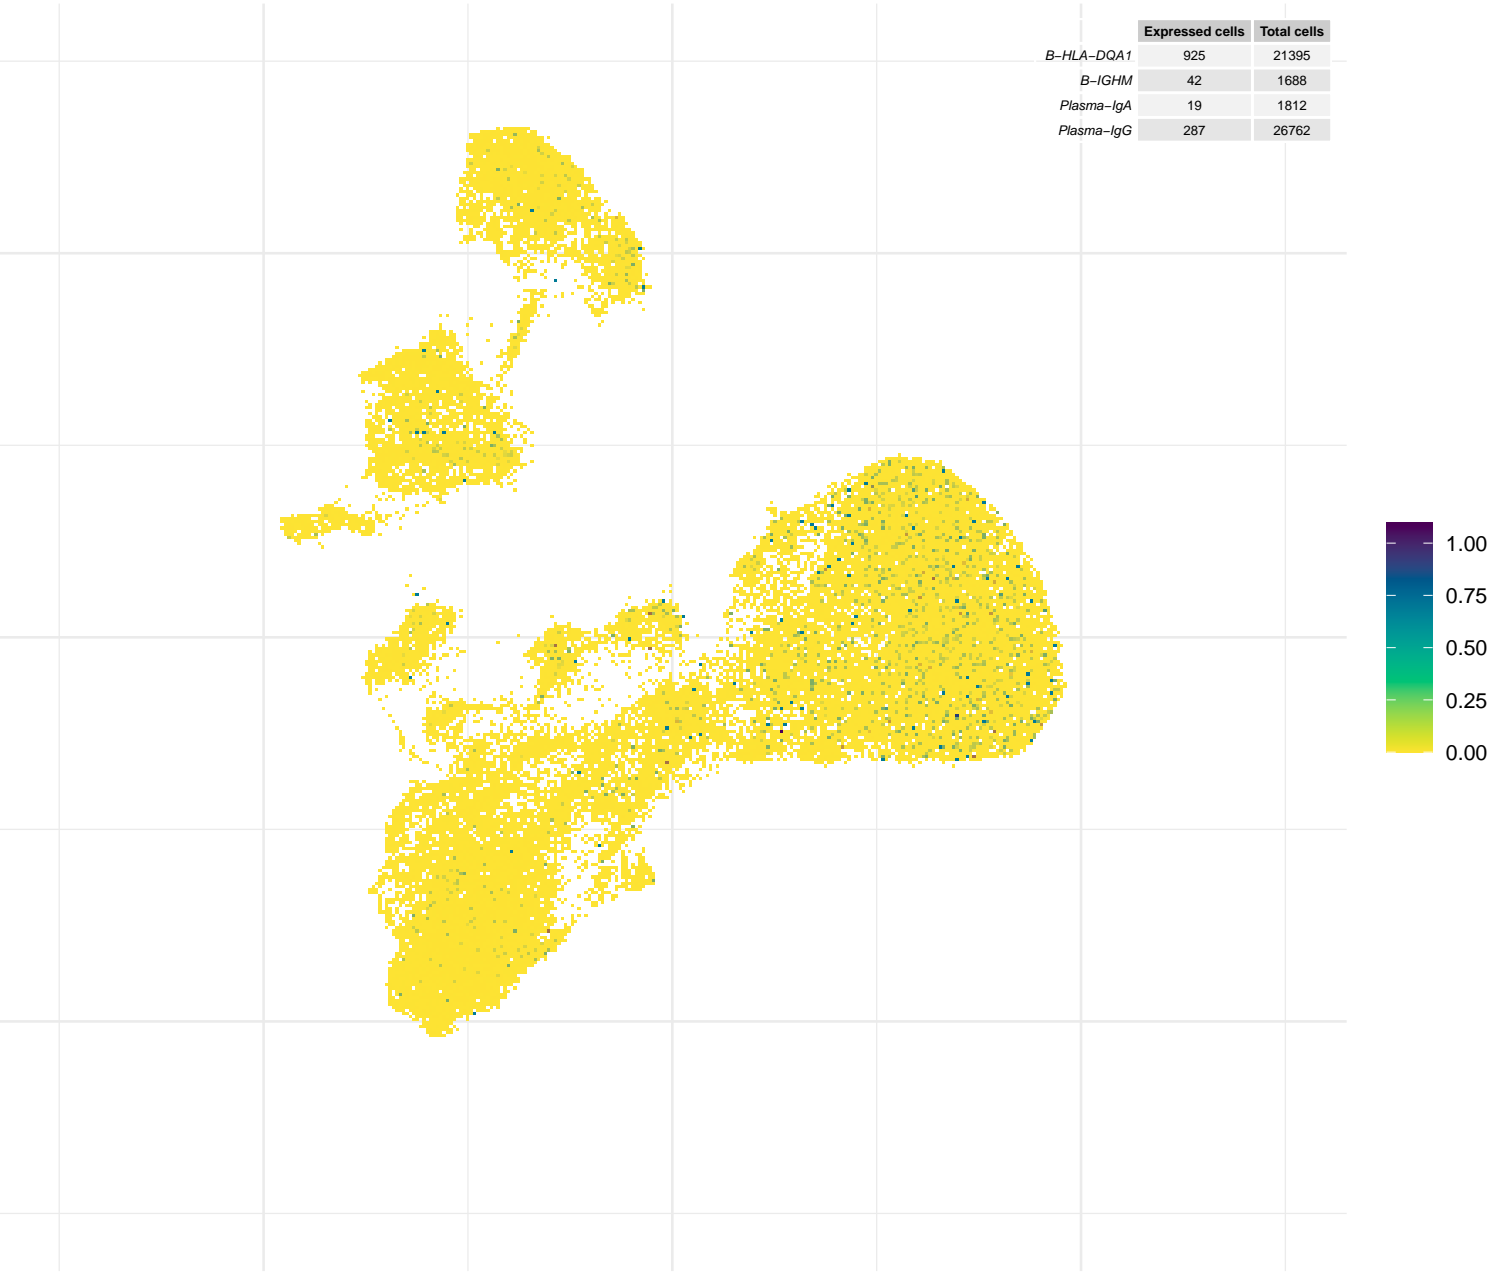 Expressed cells Total cells
B−HLA−DQA1 925 21395
B−IGHM 42 1688
Plasma−IgA 19 1812
Plasma−IgG 287 26762
1.00
0.75
0.50
0.25
0.00